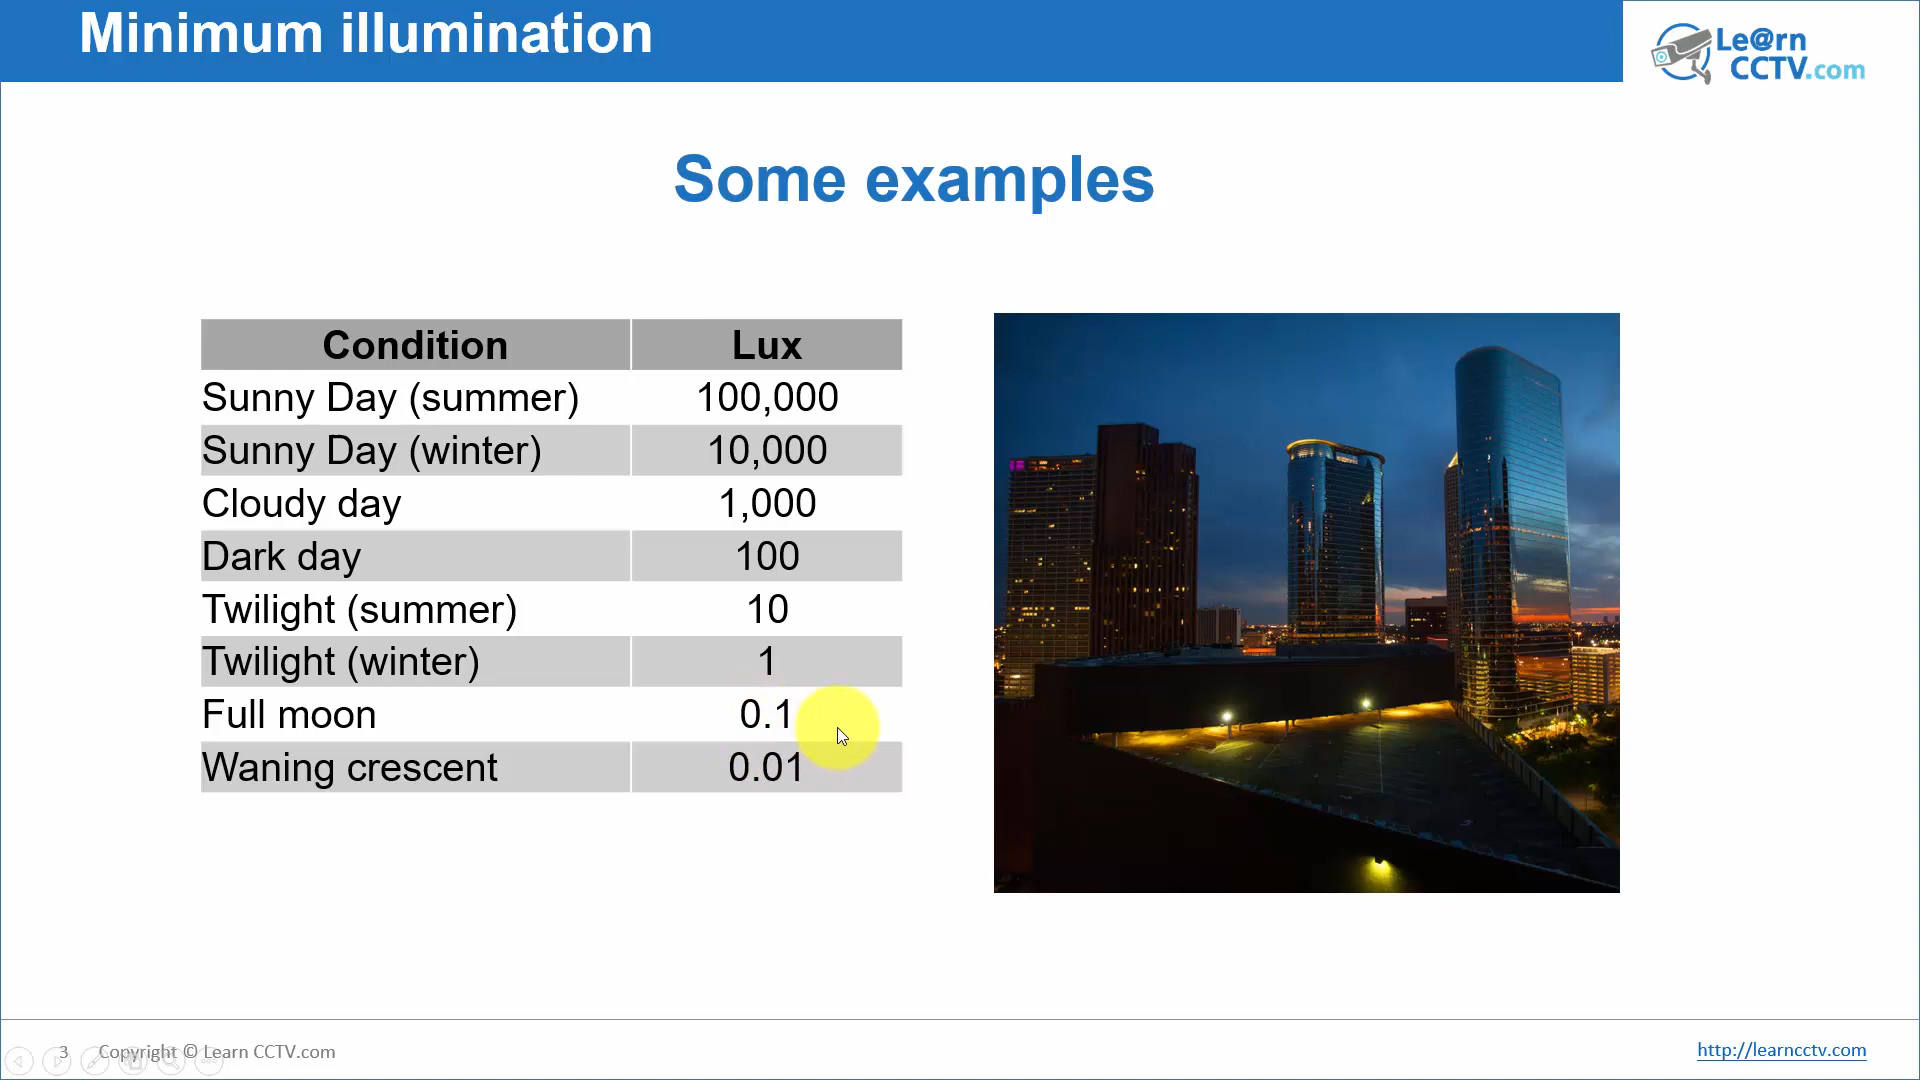 Minimum illumination
Le@rn
CCTV.com
Some examples
Condition Lux
Sunny Day (summer) 100,000
Sunny Day (winter) 10,000
Cloudy day 1,000
Dark day 100
Twilight (summer) 10
Twilight (winter) 1
Full moon 0.1
Waning crescent 0.01
3 Copyright © Learn CCTV.com http://learncctv.com